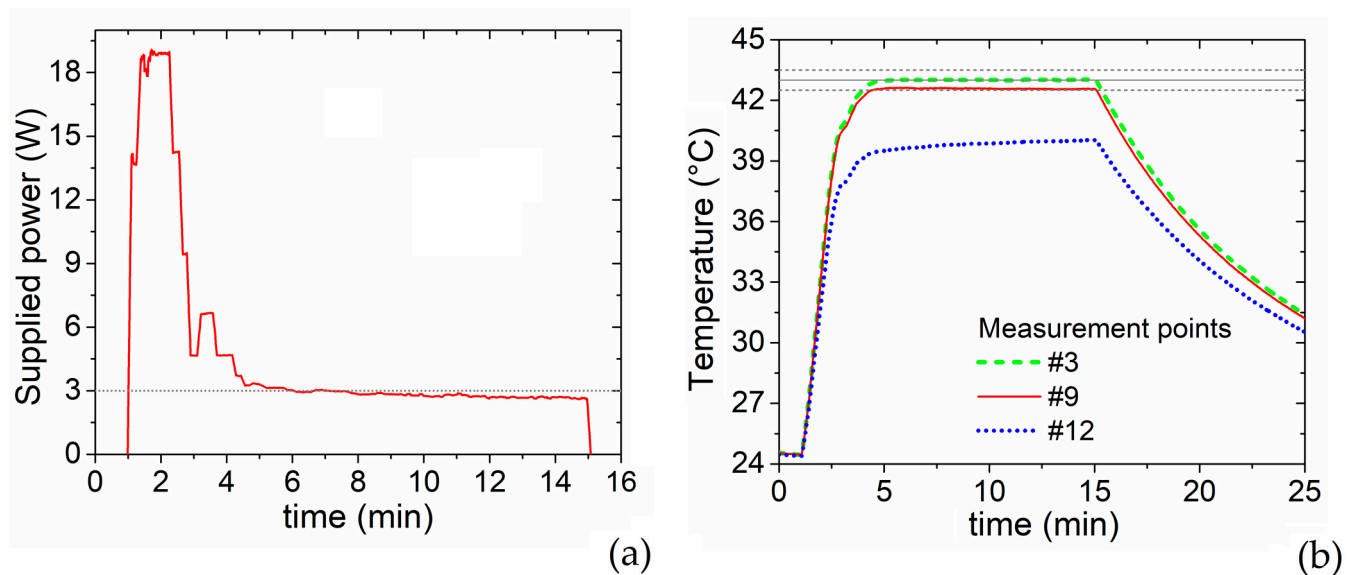 Supplied power (W)
18
15
12
9
6
3
0
0 2 4 6 8 10 12 14 16
time (min)
(a)
Temperature (°C)
45
42
39
36
33
30
27
24
Measurement points
#3
#9
#12
0 5 10 15 20 25
time (min)
(b)